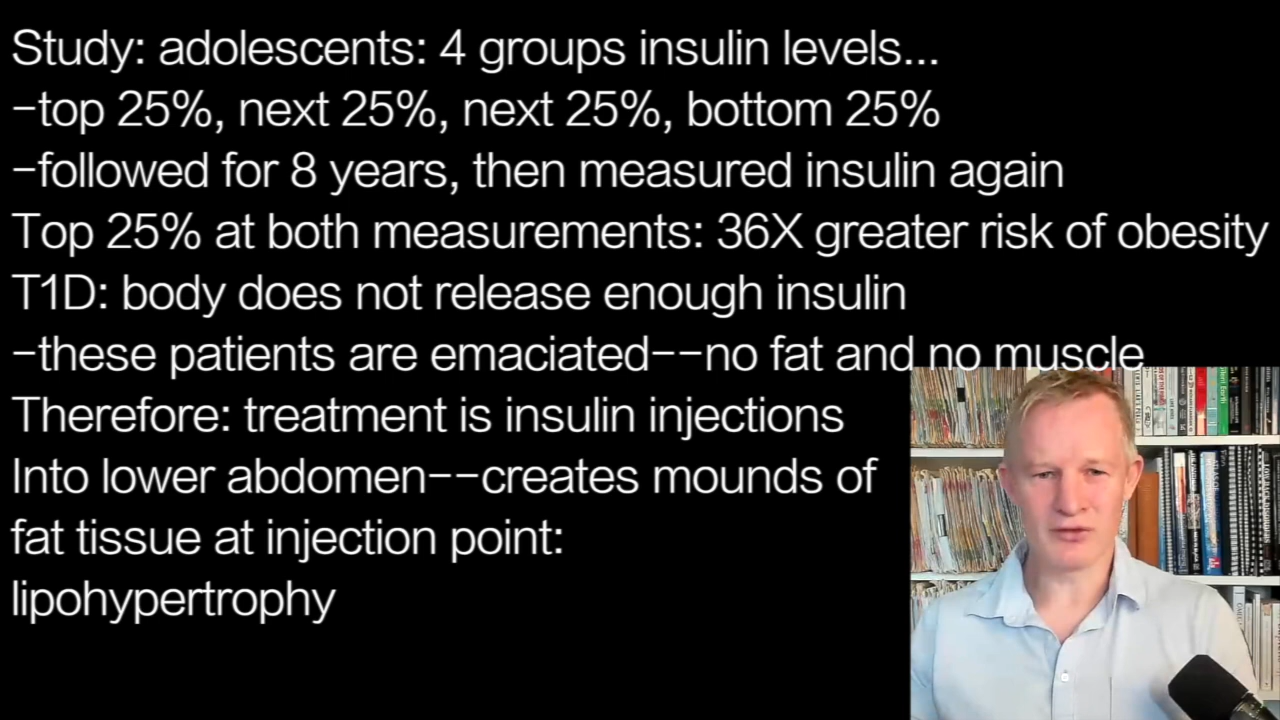 Study: adolescents: 4 groups insulin levels...
-top 25%, next 25%, next 25%, bottom 25%
-followed for 8 years, then measured insulin again
Top 25% at both measurements: 36X greater risk of obesity
T1D: body does not release enough insulin
-these patients are emaciated--no fat and no muscle
Therefore: treatment is insulin injections
Into lower abdomen--creates mounds of
fat tissue at injection point:
lipohypertrophy